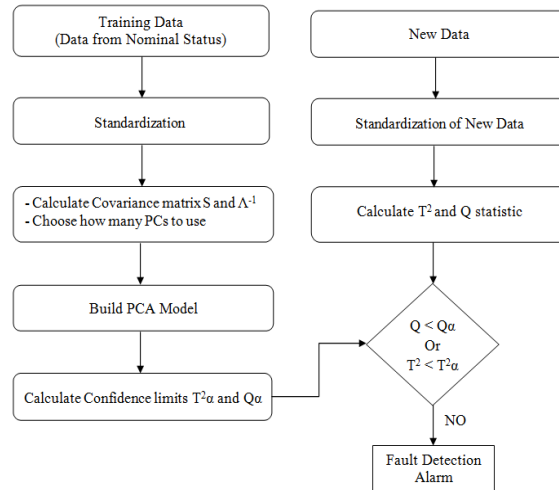 Training Data
(Data from Nominal Status)
Standardization
- Calculate Covariance matrix S and Λ⁻¹
- Choose how many PCs to use
Build PCA Model
Calculate Confidence limits T²α and Qα
New Data
Standardization of New Data
Calculate T² and Q statistic
Q < Qα
Or
T² < T²α
NO
Fault Detection
Alarm